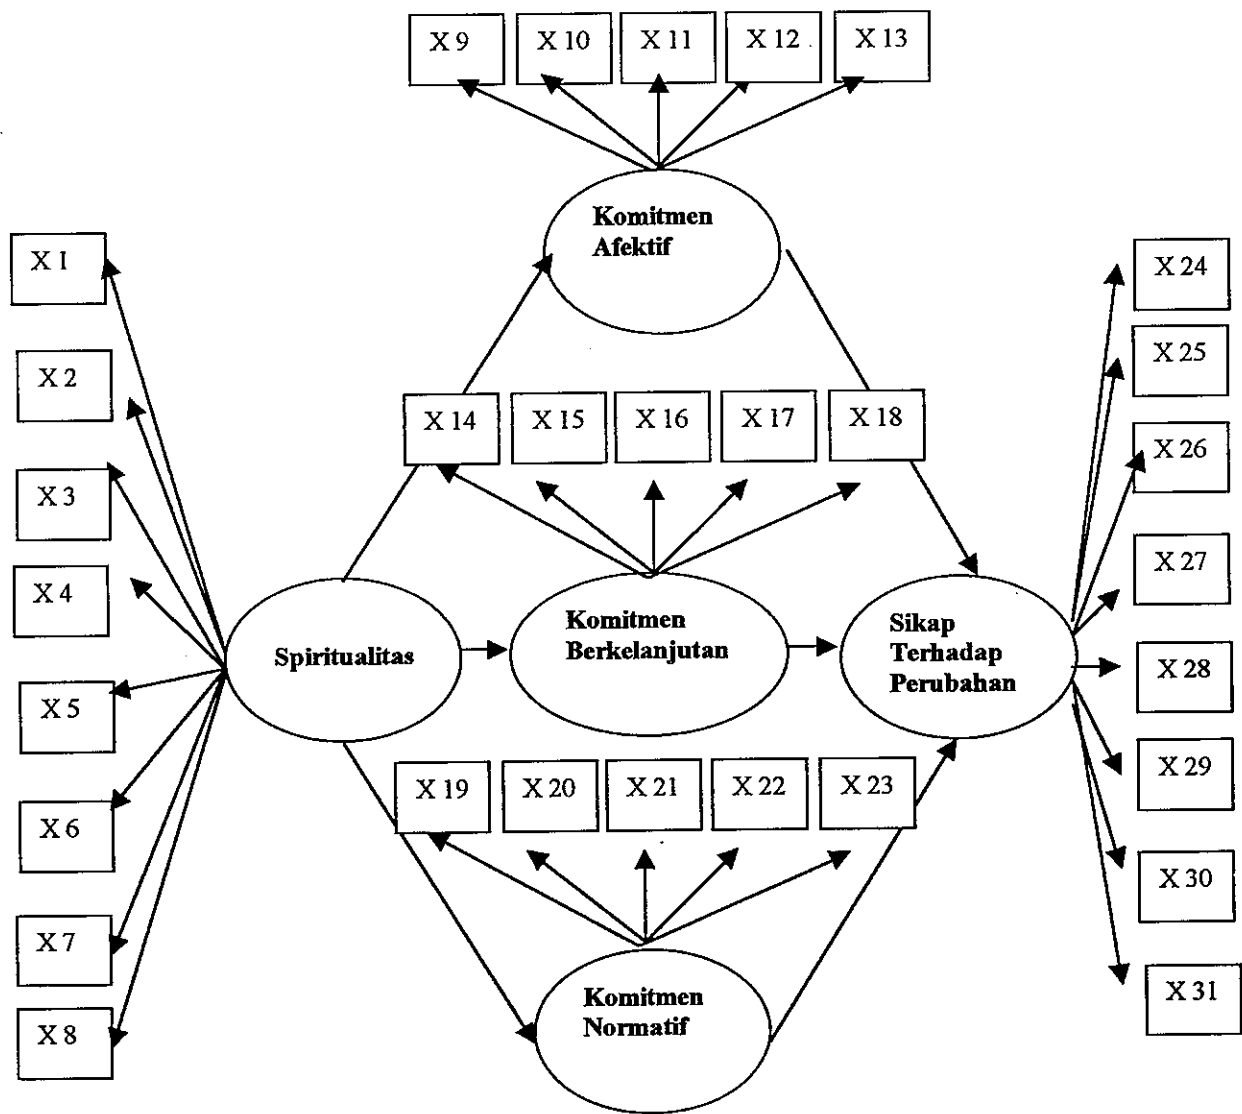 X 9
X 10
X 11
X 12
X 13
Komitmen
Afektif
X 1
X 2
X 3
X 4
X 5
X 6
X 7
X 8
X 14
X 15
X 16
X 17
X 18
Spiritualitas
Komitmen
Berkelanjutan
Sikap
Terhadap
Perubahan
X 19
X 20
X 21
X 22
X 23
Komitmen
Normatif
X 24
X 25
X 26
X 27
X 28
X 29
X 30
X 31